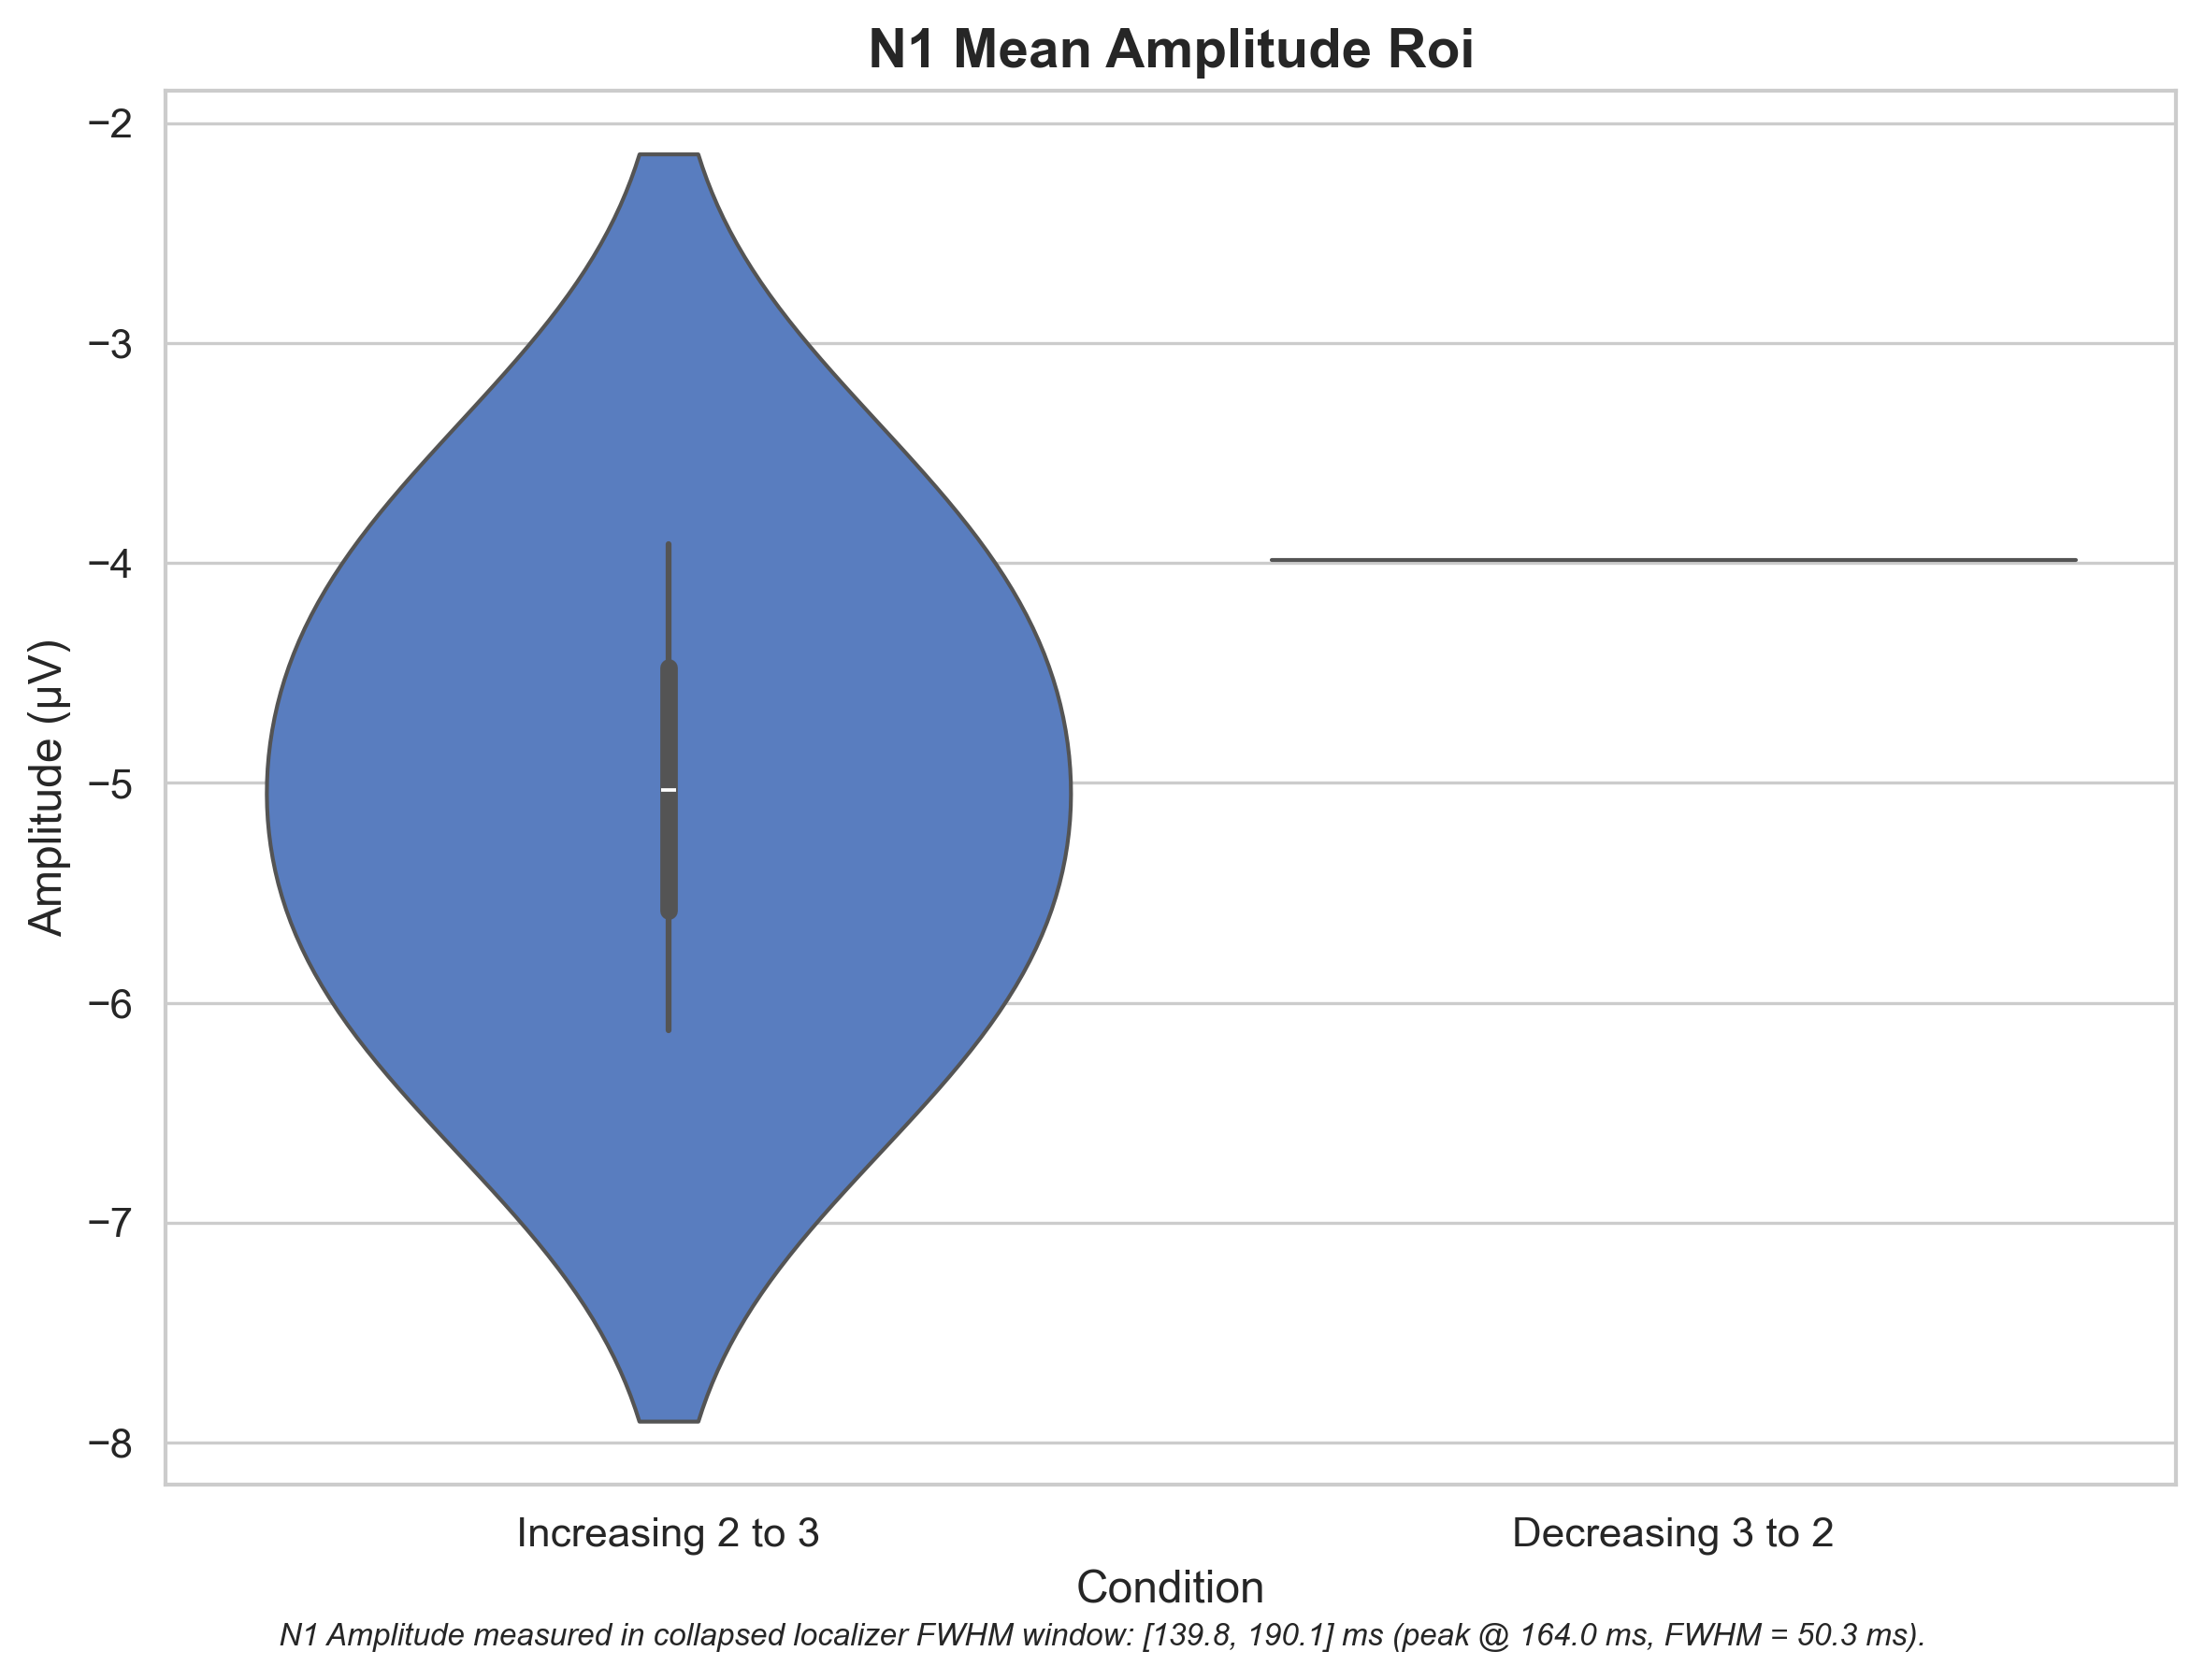 N1 Mean Amplitude Roi
Amplitude (µV)
−2
−3
−4
−5
−6
−7
−8
Increasing 2 to 3
Decreasing 3 to 2
Condition
N1 Amplitude measured in collapsed localizer FWHM window: [139.8, 190.1] ms (peak @ 164.0 ms, FWHM = 50.3 ms).